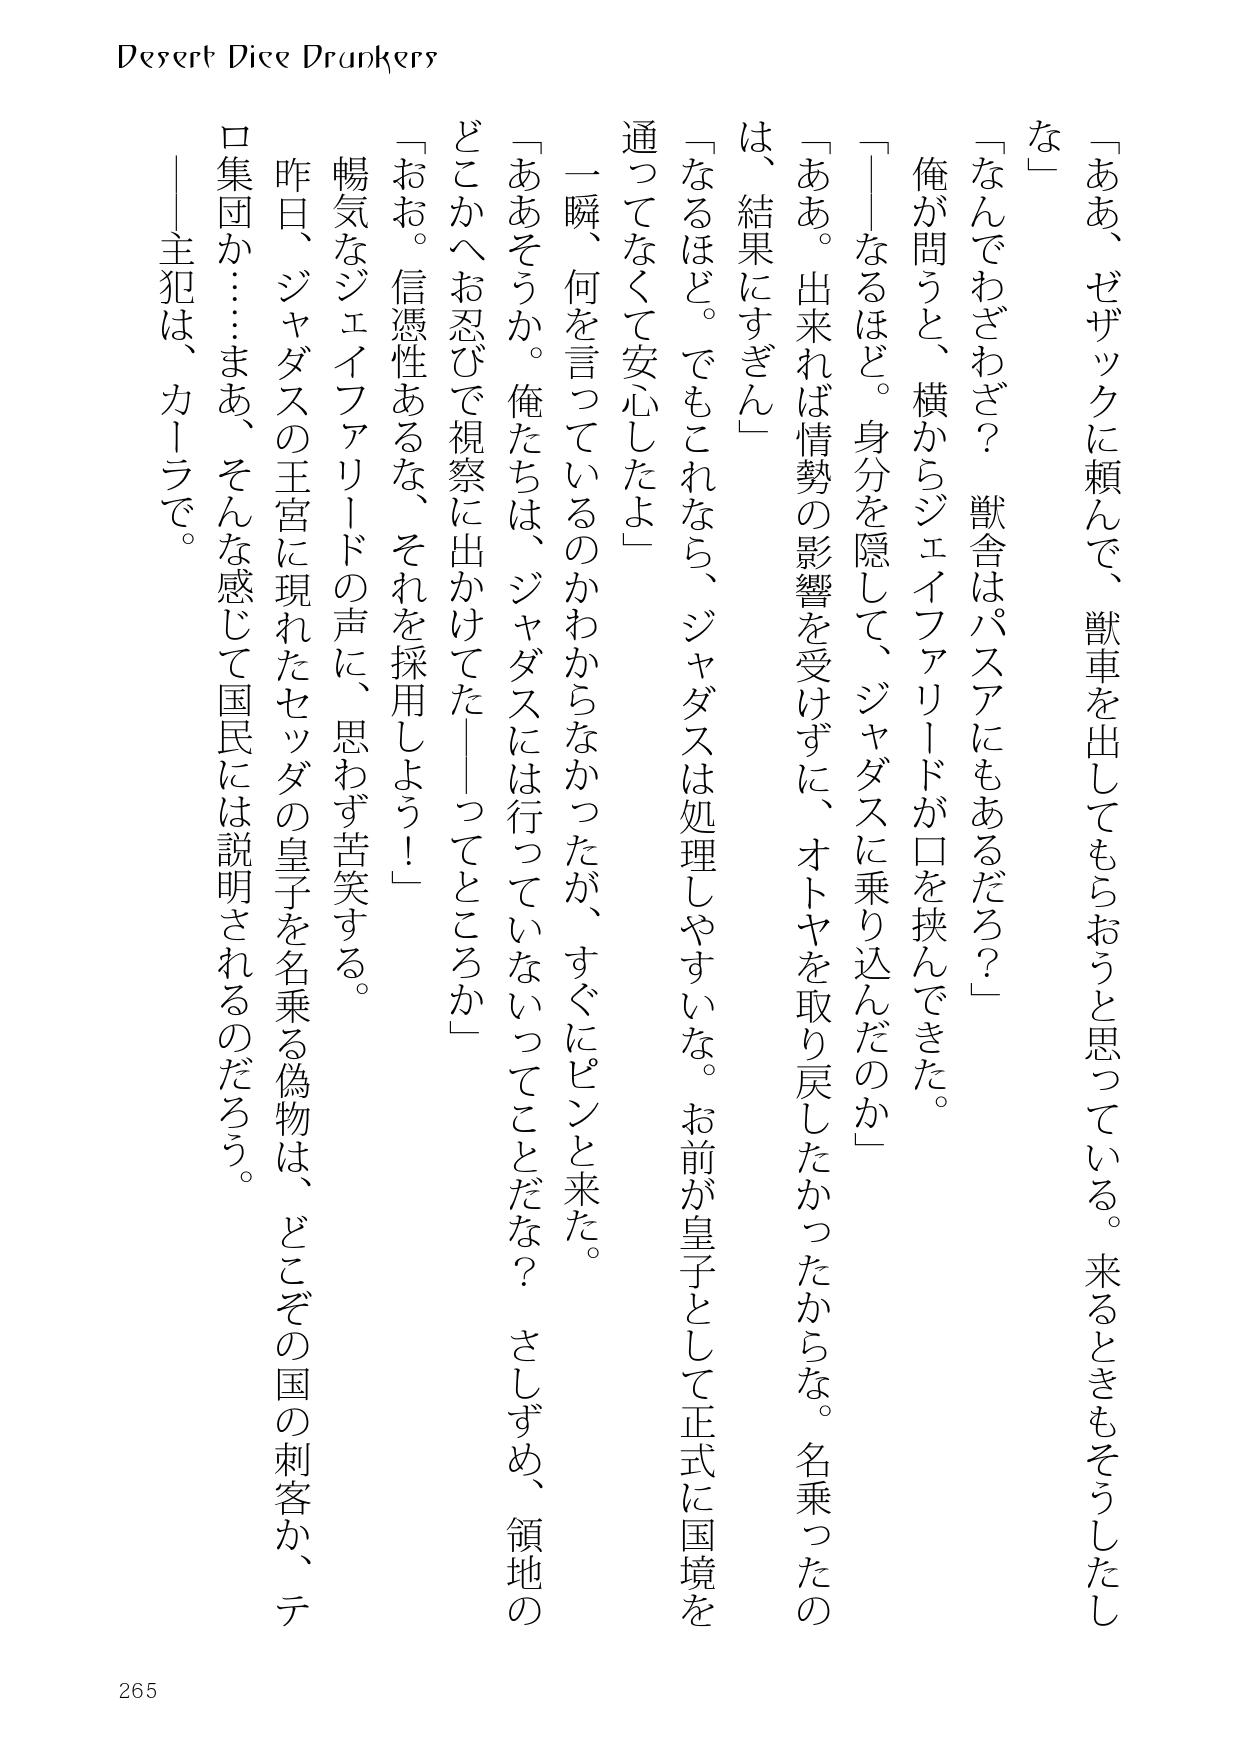 Desert Dice Drunkers
「ああ、ゼザックに頼んで、獣車を出してもらおうと思っている。来るときもそうしたし
な」
「なんでわざわざ？　獣舎はパスアにもあるだろ？」
　俺が問うと、横からジェイファリードが口を挟んできた。
「――なるほど。身分を隠して、ジャダスに乗り込んだのか」
「ああ。出来れば情勢の影響を受けずに、オトヤを取り戻したかったからな。名乗ったの
は、結果にすぎん」
「なるほど。でもこれなら、ジャダスは処理しやすいな。お前が皇子として正式に国境を
通ってなくて安心したよ」
　一瞬、何を言っているのかわからなかったが、すぐにピンと来た。
「ああそうか。俺たちは、ジャダスには行っていないってことだな？　さしずめ、領地の
どこかへお忍びで視察に出かけてた――ってところか」
「おお。信憑性あるな、それを採用しよう！」
　暢気なジェイファリードの声に、思わず苦笑する。
　昨日、ジャダスの王宮に現れたセッダの皇子を名乗る偽物は、どこぞの国の刺客か、テ
ロ集団か……まあ、そんな感じで国民には説明されるのだろう。
　――主犯は、カーラで。
265